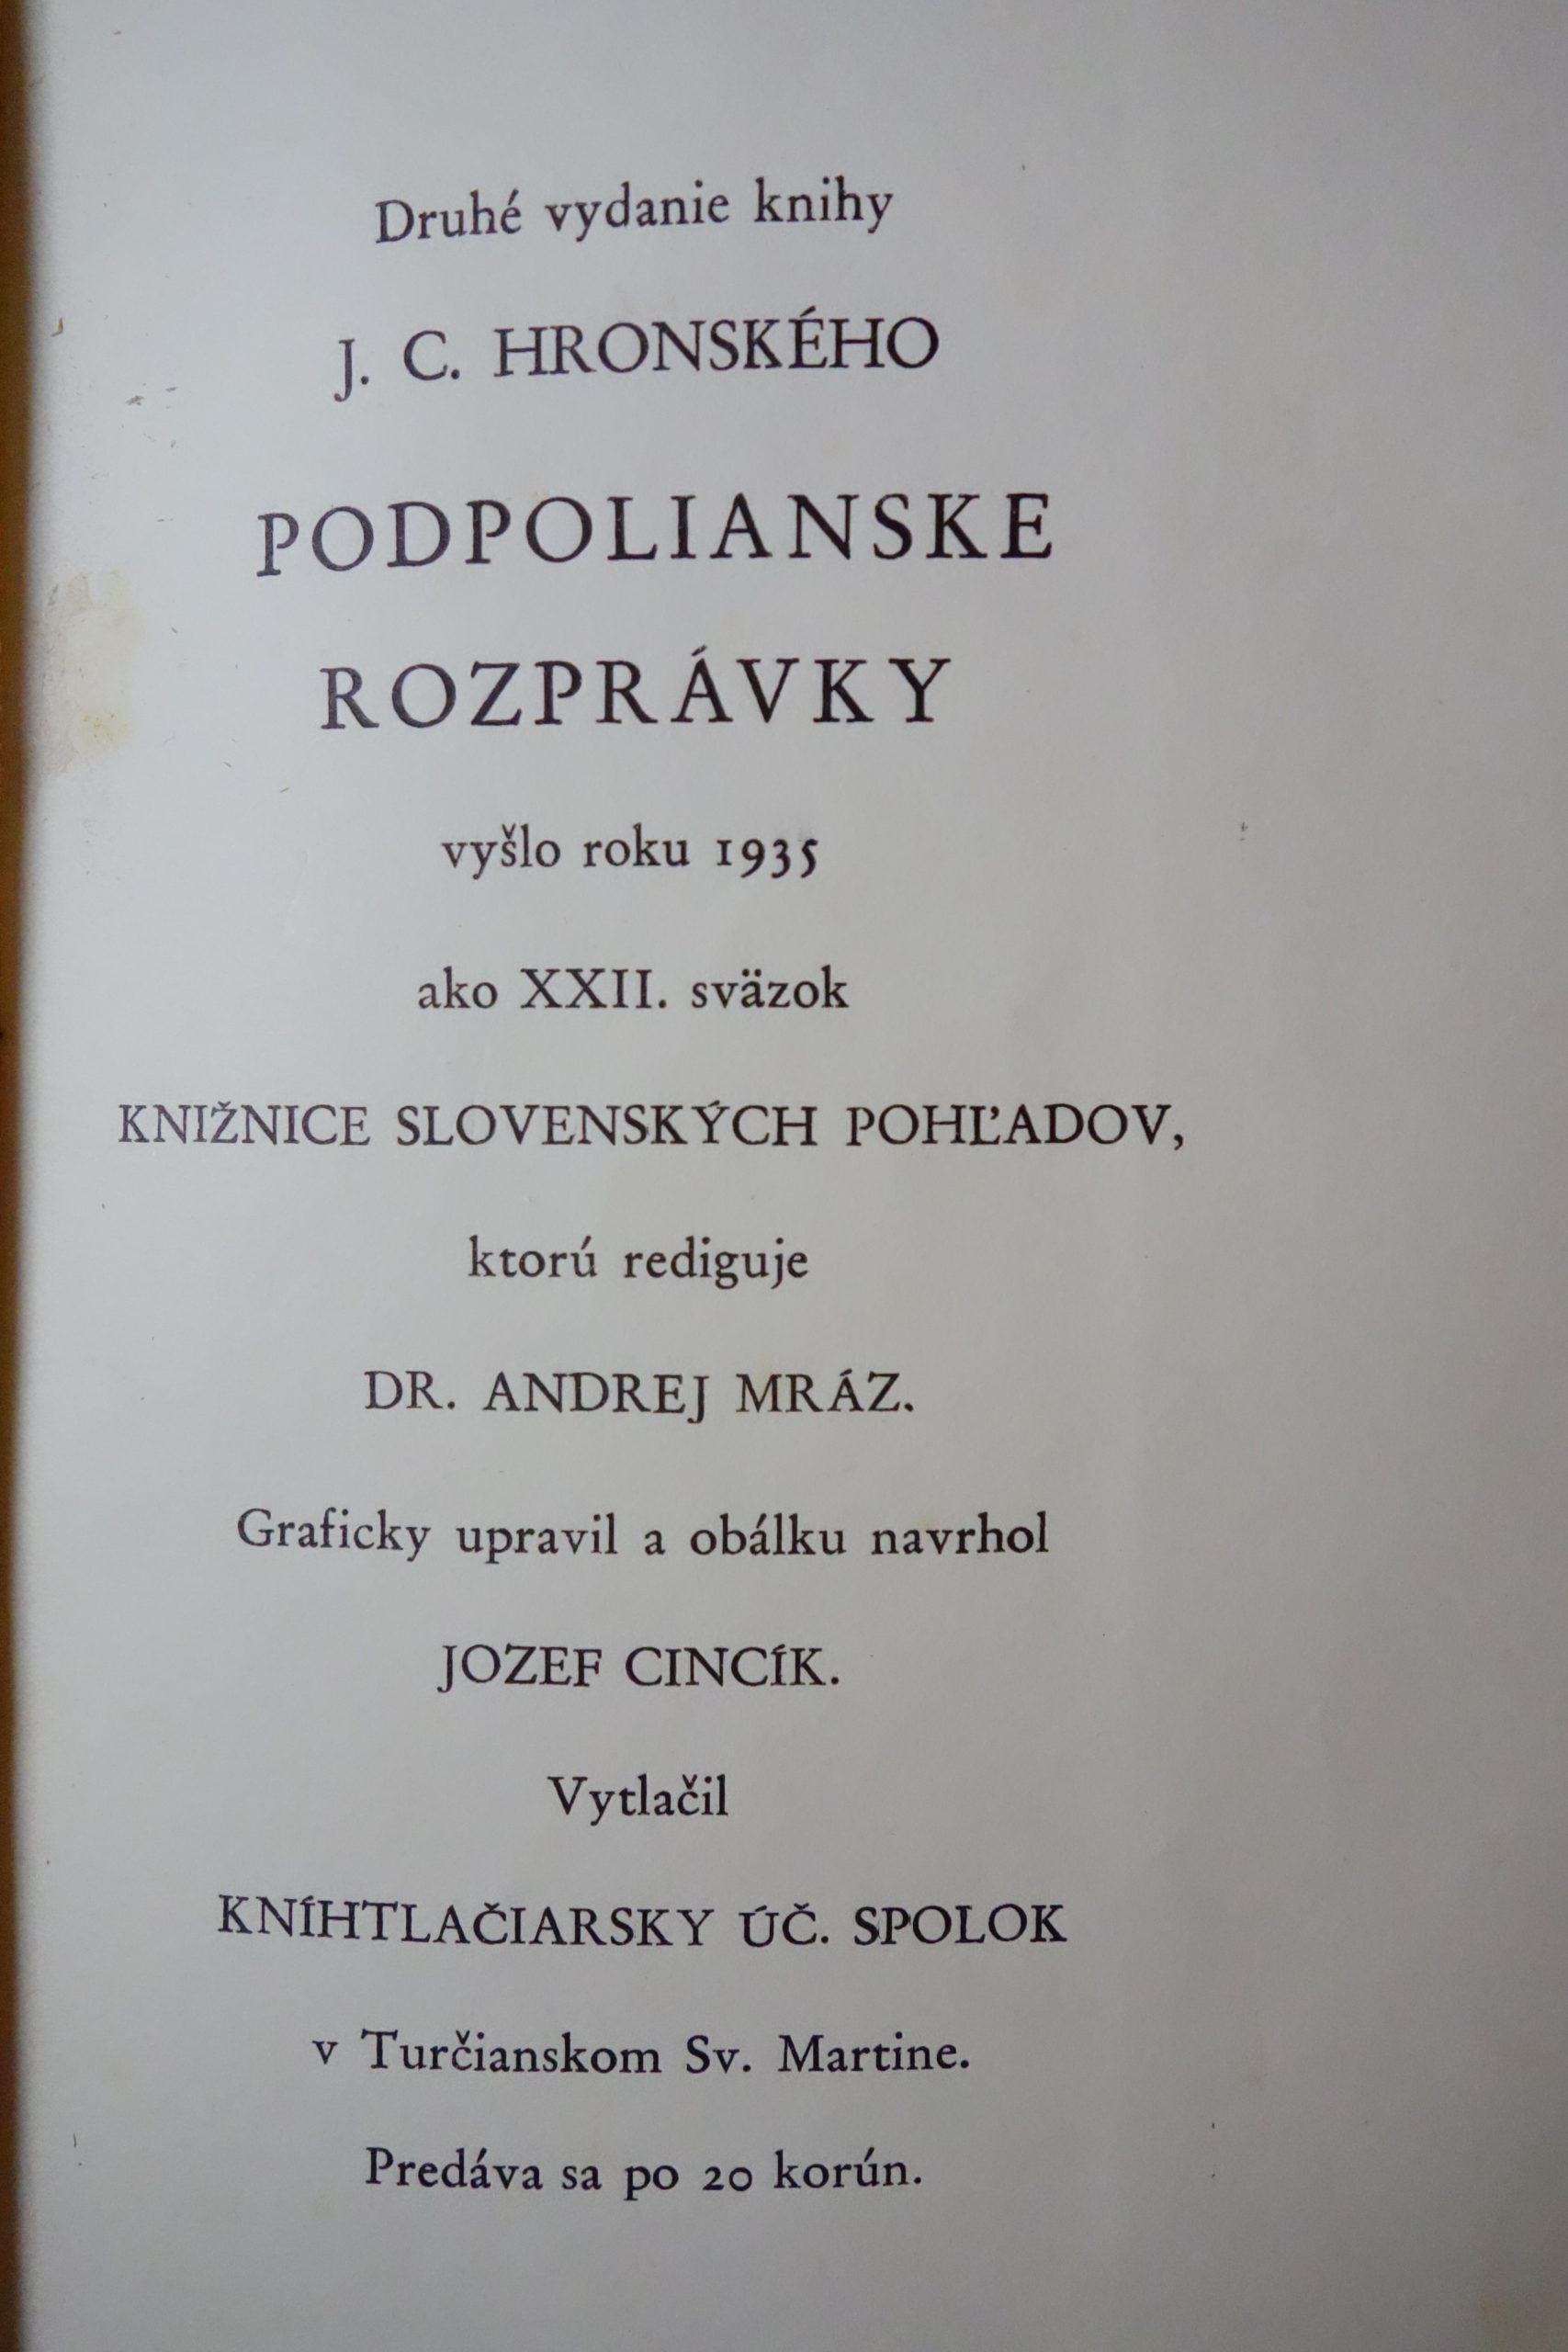 Druhé vydanie knihy
J. C. HRONSKÉHO
PODPOLIANSKE
ROZPRÁVKY
vyšlo roku 1935
ako XXII. sväzok
KNIŽNICE SLOVENSKÝCH POHĽADOV,
ktorú rediguje
DR. ANDREJ MRÁZ.
Graficky upravil a obálku navrhol
JOZEF CINCÍK.
Vytlačil
KNÍHTLAČIARSKY ÚČ. SPOLOK
v Turčianskom Sv. Martine.
Predáva sa po 20 korún.